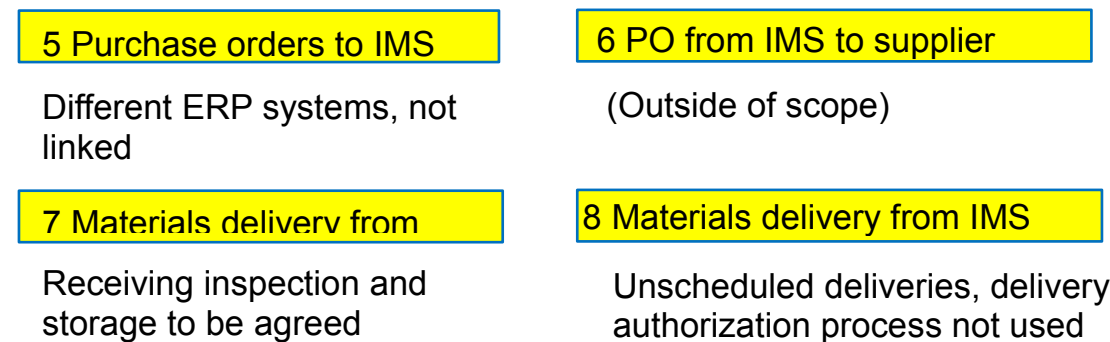 5 Purchase orders to IMS
6 PO from IMS to supplier
Different ERP systems, not
linked
(Outside of scope)
7 Materials delivery from
8 Materials delivery from IMS
Receiving inspection and
storage to be agreed
Unscheduled deliveries, delivery
authorization process not used